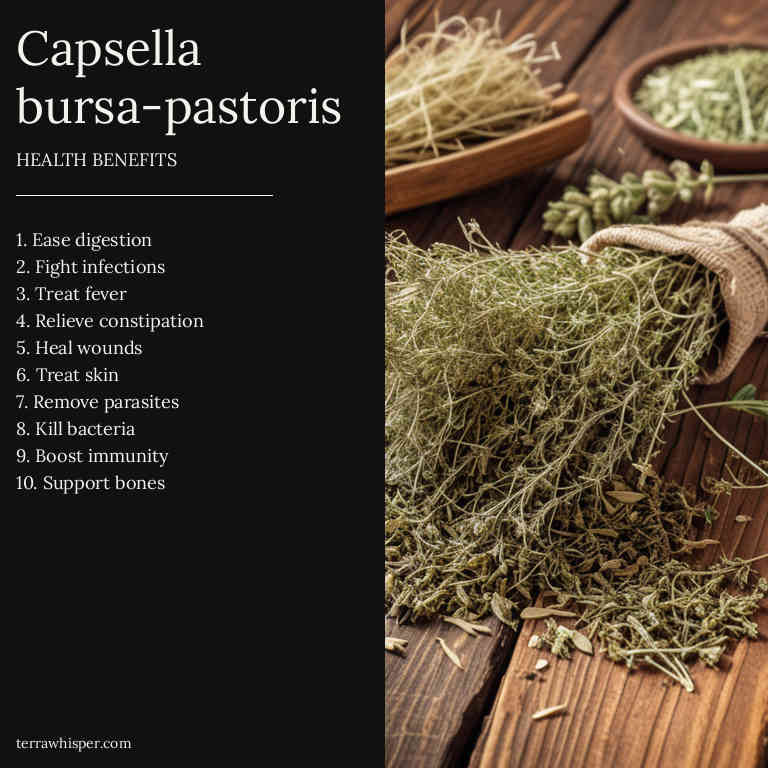 Capsella
bursa-pastoris
HEALTH BENEFITS
1. Ease digestion
2. Fight infections
3. Treat fever
4. Relieve constipation
5. Heal wounds
6. Treat skin
7. Remove parasites
8. Kill bacteria
9. Boost immunity
10. Support bones
terrawhisper.com